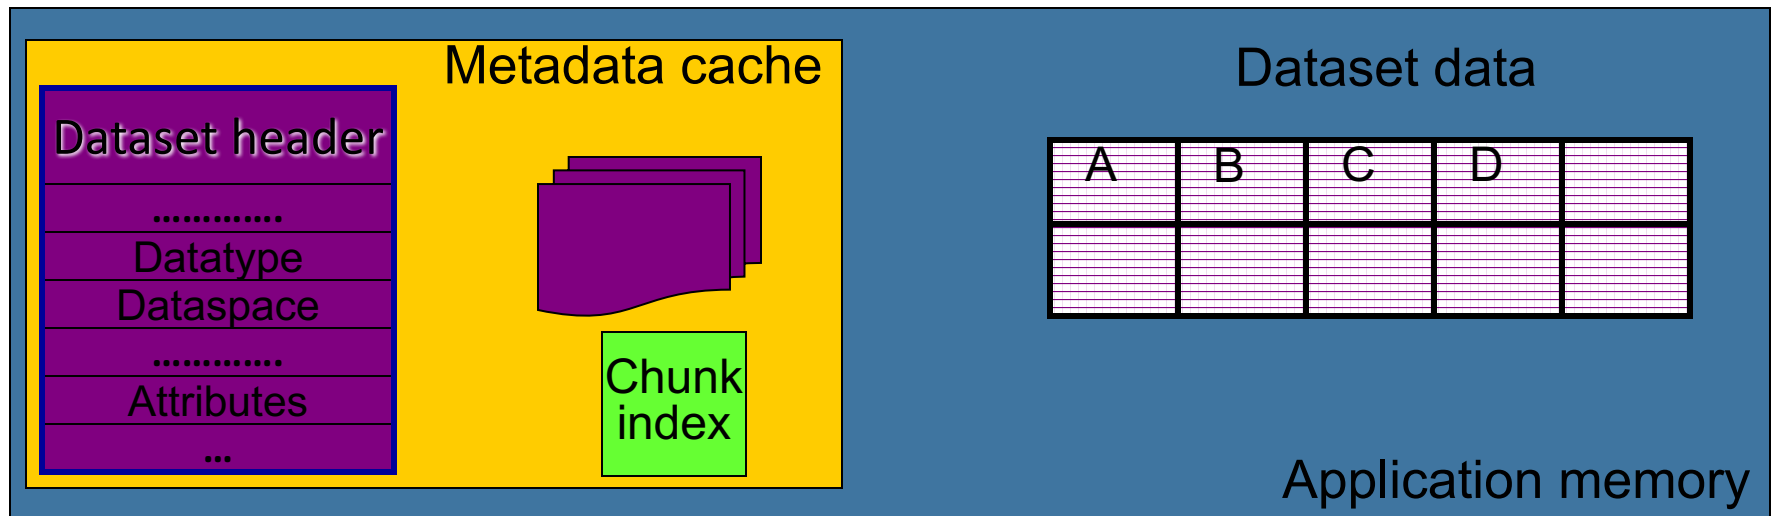 Metadata cache
Dataset header
.............
Datatype
Dataspace
.............
Attributes
...
Chunk
index
Dataset data
A B C D
Application memory